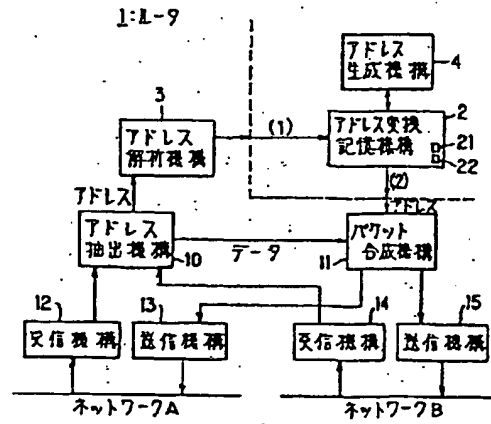 1:ルータ
アドレス
生成機構
4
3
2
アドレス
解析機構
(1)
アドレス変換
記憶機構
21
22
(2)
アドレス
アドレス
アドレス
抽出機構
10
データ
パケット
合成機構
11
12
受信機構
13
送信機構
14
受信機構
15
送信機構
ネットワークA
ネットワークB